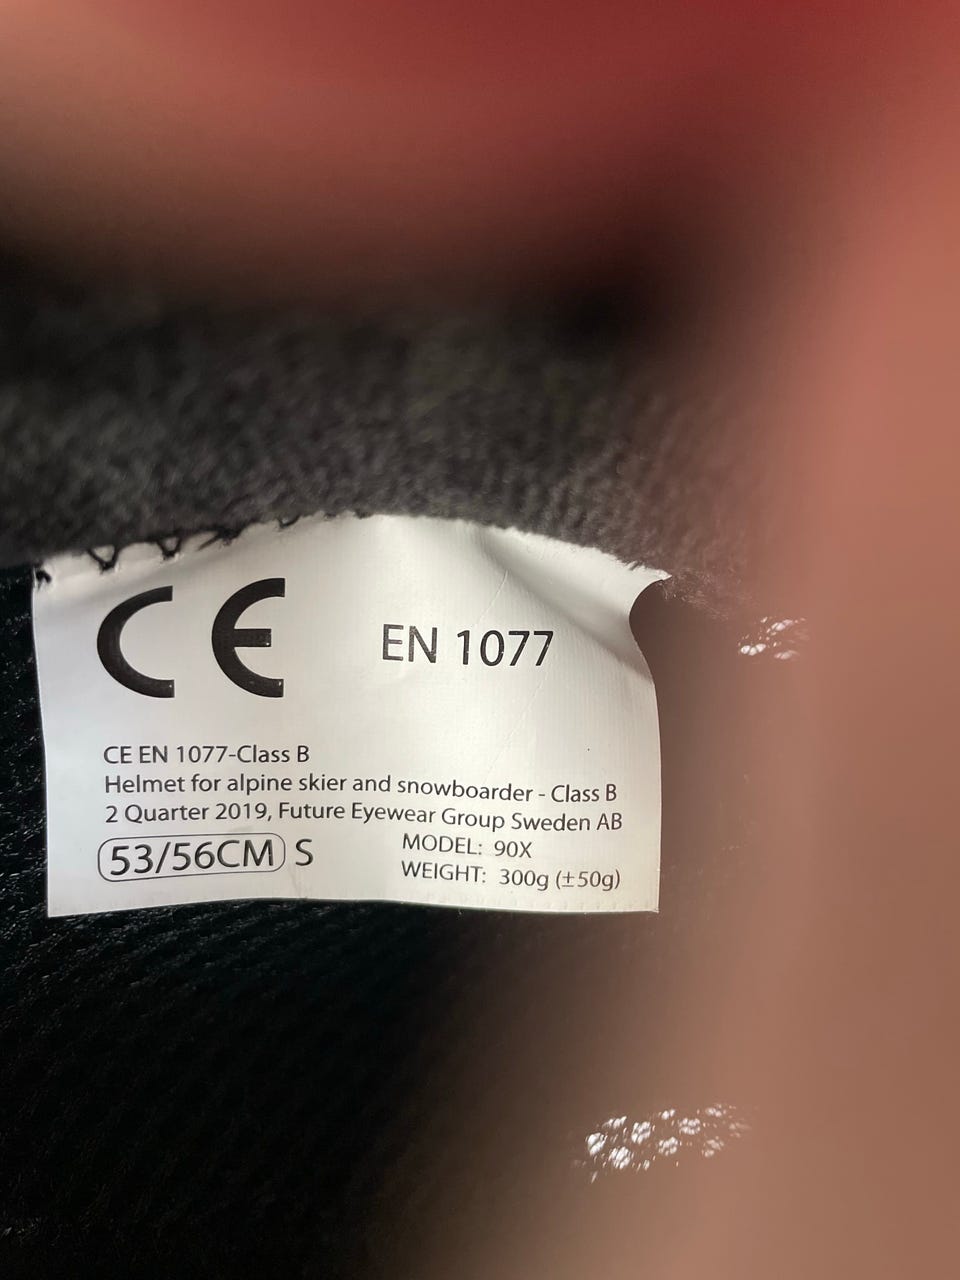 CE EN 1077
CE EN 1077-Class B
Helmet for alpine skier and snowboarder - Class B
2 Quarter 2019, Future Eyewear Group Sweden AB
53/56CM S
MODEL: 90X
WEIGHT: 300g (±50g)